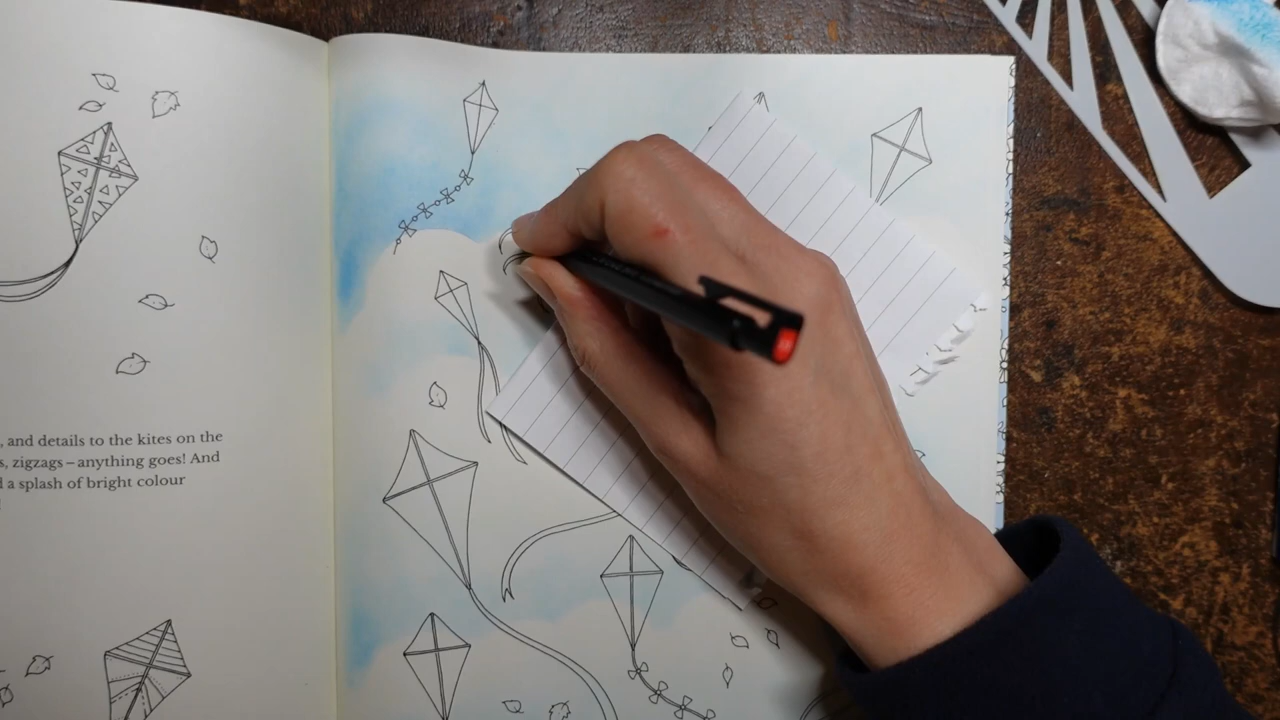 , and details to the kites on the
s, zigzags – anything goes! And
d a splash of bright colour